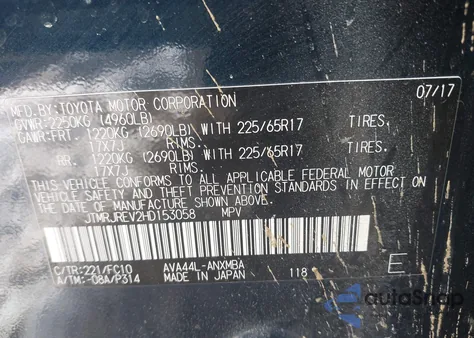 MFD.BY:TOYOTA MOTOR CORPORATION 07/17
GVWR:2250KG (4960LB)
GAWR:FRT 1220KG (2690LB) WITH 225/65R17 TIRES,
17X7J RIMS.
RR. 1220KG (2690LB) WITH 225/65R17 TIRES,
17X7J RIMS.
THIS VEHICLE CONFORMS TO ALL APPLICABLE FEDERAL MOTOR
VEHICLE SAFETY, THEFT PREVENTION STANDARDS IN EFFECT
ON THE DATE OF MANUFACTURE SHOWN ABOVE.
JTMRJREV2HD153058 MPV
C/TR:221/FC10 AVA44L-ANXMBA
A/TM:-08A/P314 MADE IN JAPAN 118 E
autoSnap